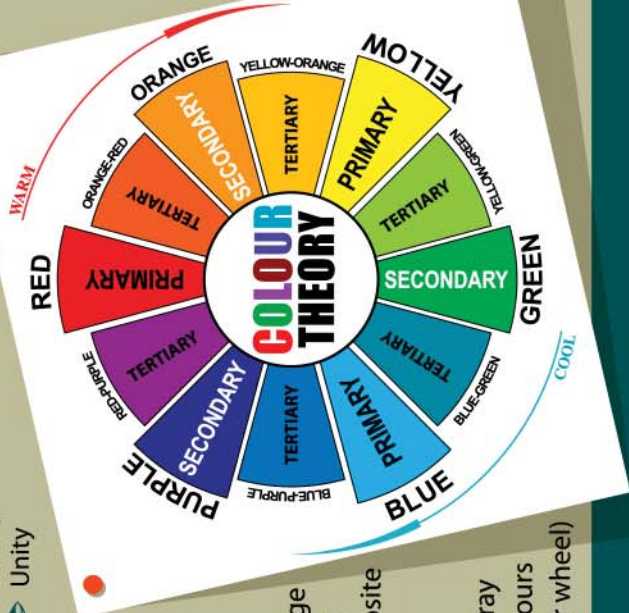 Unity
ge
osite
ray
ours
wheel)
COLOUR
THEORY
WARM
COOL
RED
PRIMARY
ORANGE-RED
TERTIARY
ORANGE
SECONDARY
YELLOW-ORANGE
TERTIARY
YELLOW
PRIMARY
YELLOW-GREEN
TERTIARY
GREEN
SECONDARY
BLUE-GREEN
TERTIARY
BLUE
PRIMARY
BLUE-PURPLE
TERTIARY
PURPLE
SECONDARY
RED-PURPLE
TERTIARY